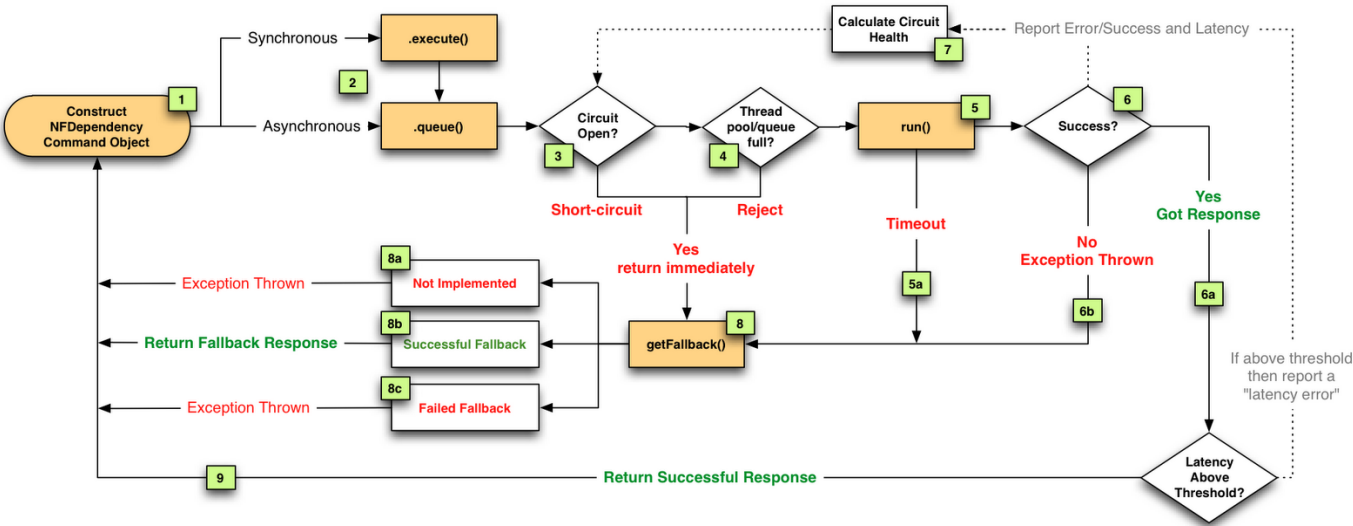 Calculate Circuit
Health
7
Report Error/Success and Latency
Synchronous
.execute()
2
1
Construct
NFDependency
Command Object
Asynchronous
.queue()
Circuit
Open?
3
Thread
pool/queue
full?
4
run()
5
Success?
6
Short-circuit
Reject
Timeout
Yes
Got Response
Yes
return immediately
No
Exception Thrown
5a
6b
6a
8a
Exception Thrown
Not Implemented
8b
Return Fallback Response
Successful Fallback
getFallback()
8
8c
Exception Thrown
Failed Fallback
If above threshold
then report a
"latency error"
9
Return Successful Response
Latency
Above
Threshold?